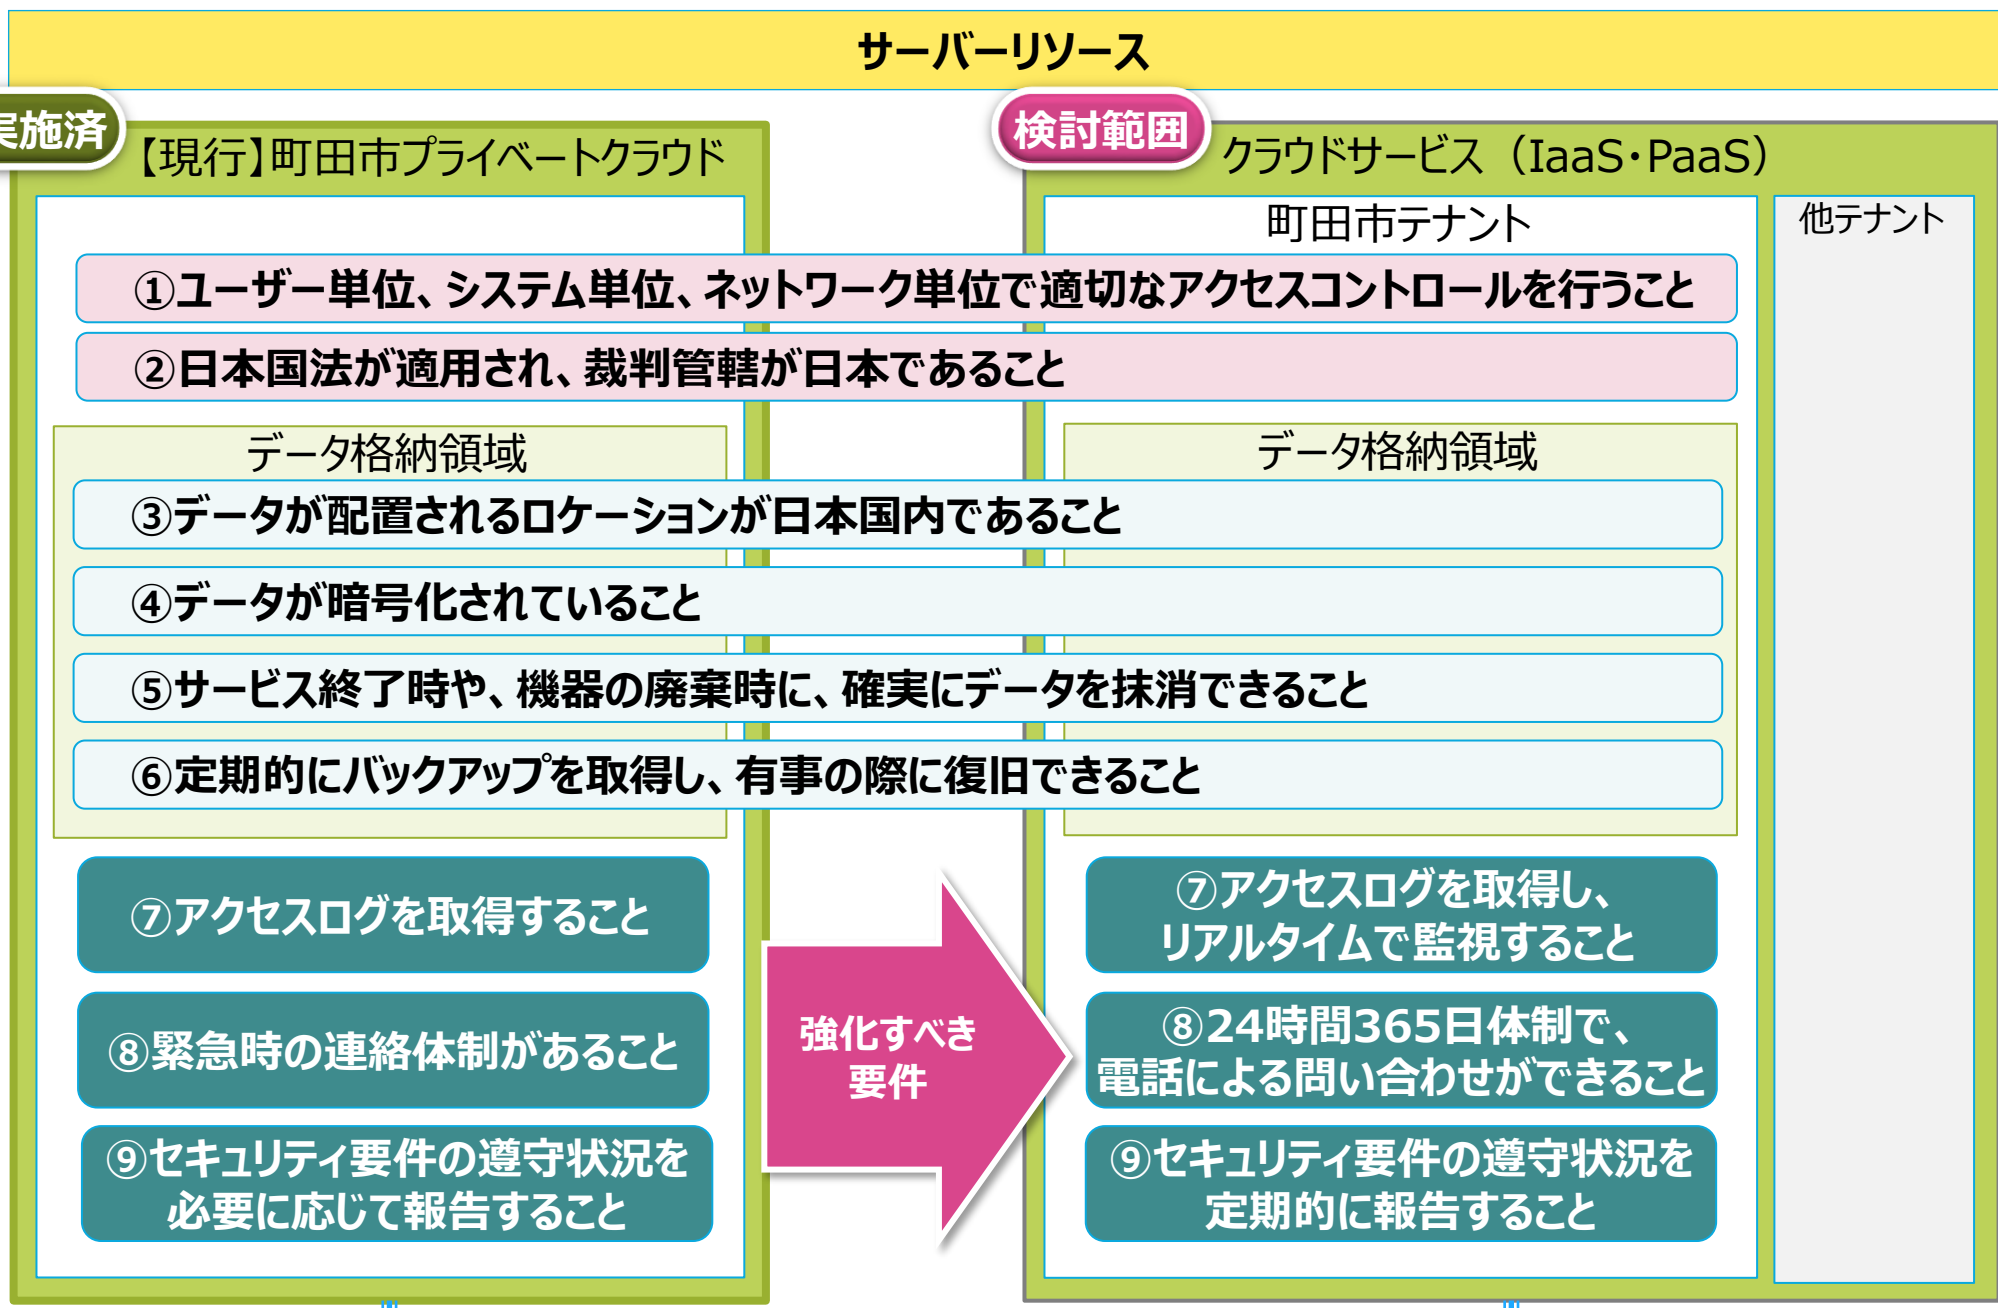 サーバーリソース
実施済
【現行】町田市プライベートクラウド
検討範囲
クラウドサービス（IaaS・PaaS）
町田市テナント
他テナント
①ユーザー単位、システム単位、ネットワーク単位で適切なアクセスコントロールを行うこと
②日本国法が適用され、裁判管轄が日本であること
データ格納領域
データ格納領域
③データが配置されるロケーションが日本国内であること
④データが暗号化されていること
⑤サービス終了時や、機器の廃棄時に、確実にデータを抹消できること
⑥定期的にバックアップを取得し、有事の際に復旧できること
⑦アクセスログを取得すること
⑧緊急時の連絡体制があること
⑨セキュリティ要件の遵守状況を
必要に応じて報告すること
強化すべき
要件
⑦アクセスログを取得し、
リアルタイムで監視すること
⑧24時間365日体制で、
電話による問い合わせができること
⑨セキュリティ要件の遵守状況を
定期的に報告すること